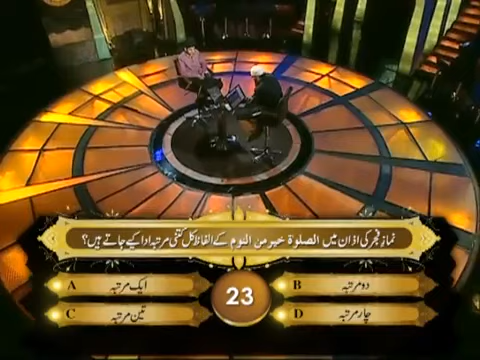 نماز فجر کی اذان میں الصلوٰۃ خیر من النوم کے الفاظ کل کتنی مرتبہ ادا کیے جاتے ہیں؟
A ایک مرتبہ
B دو مرتبہ
23
C تین مرتبہ
D چار مرتبہ